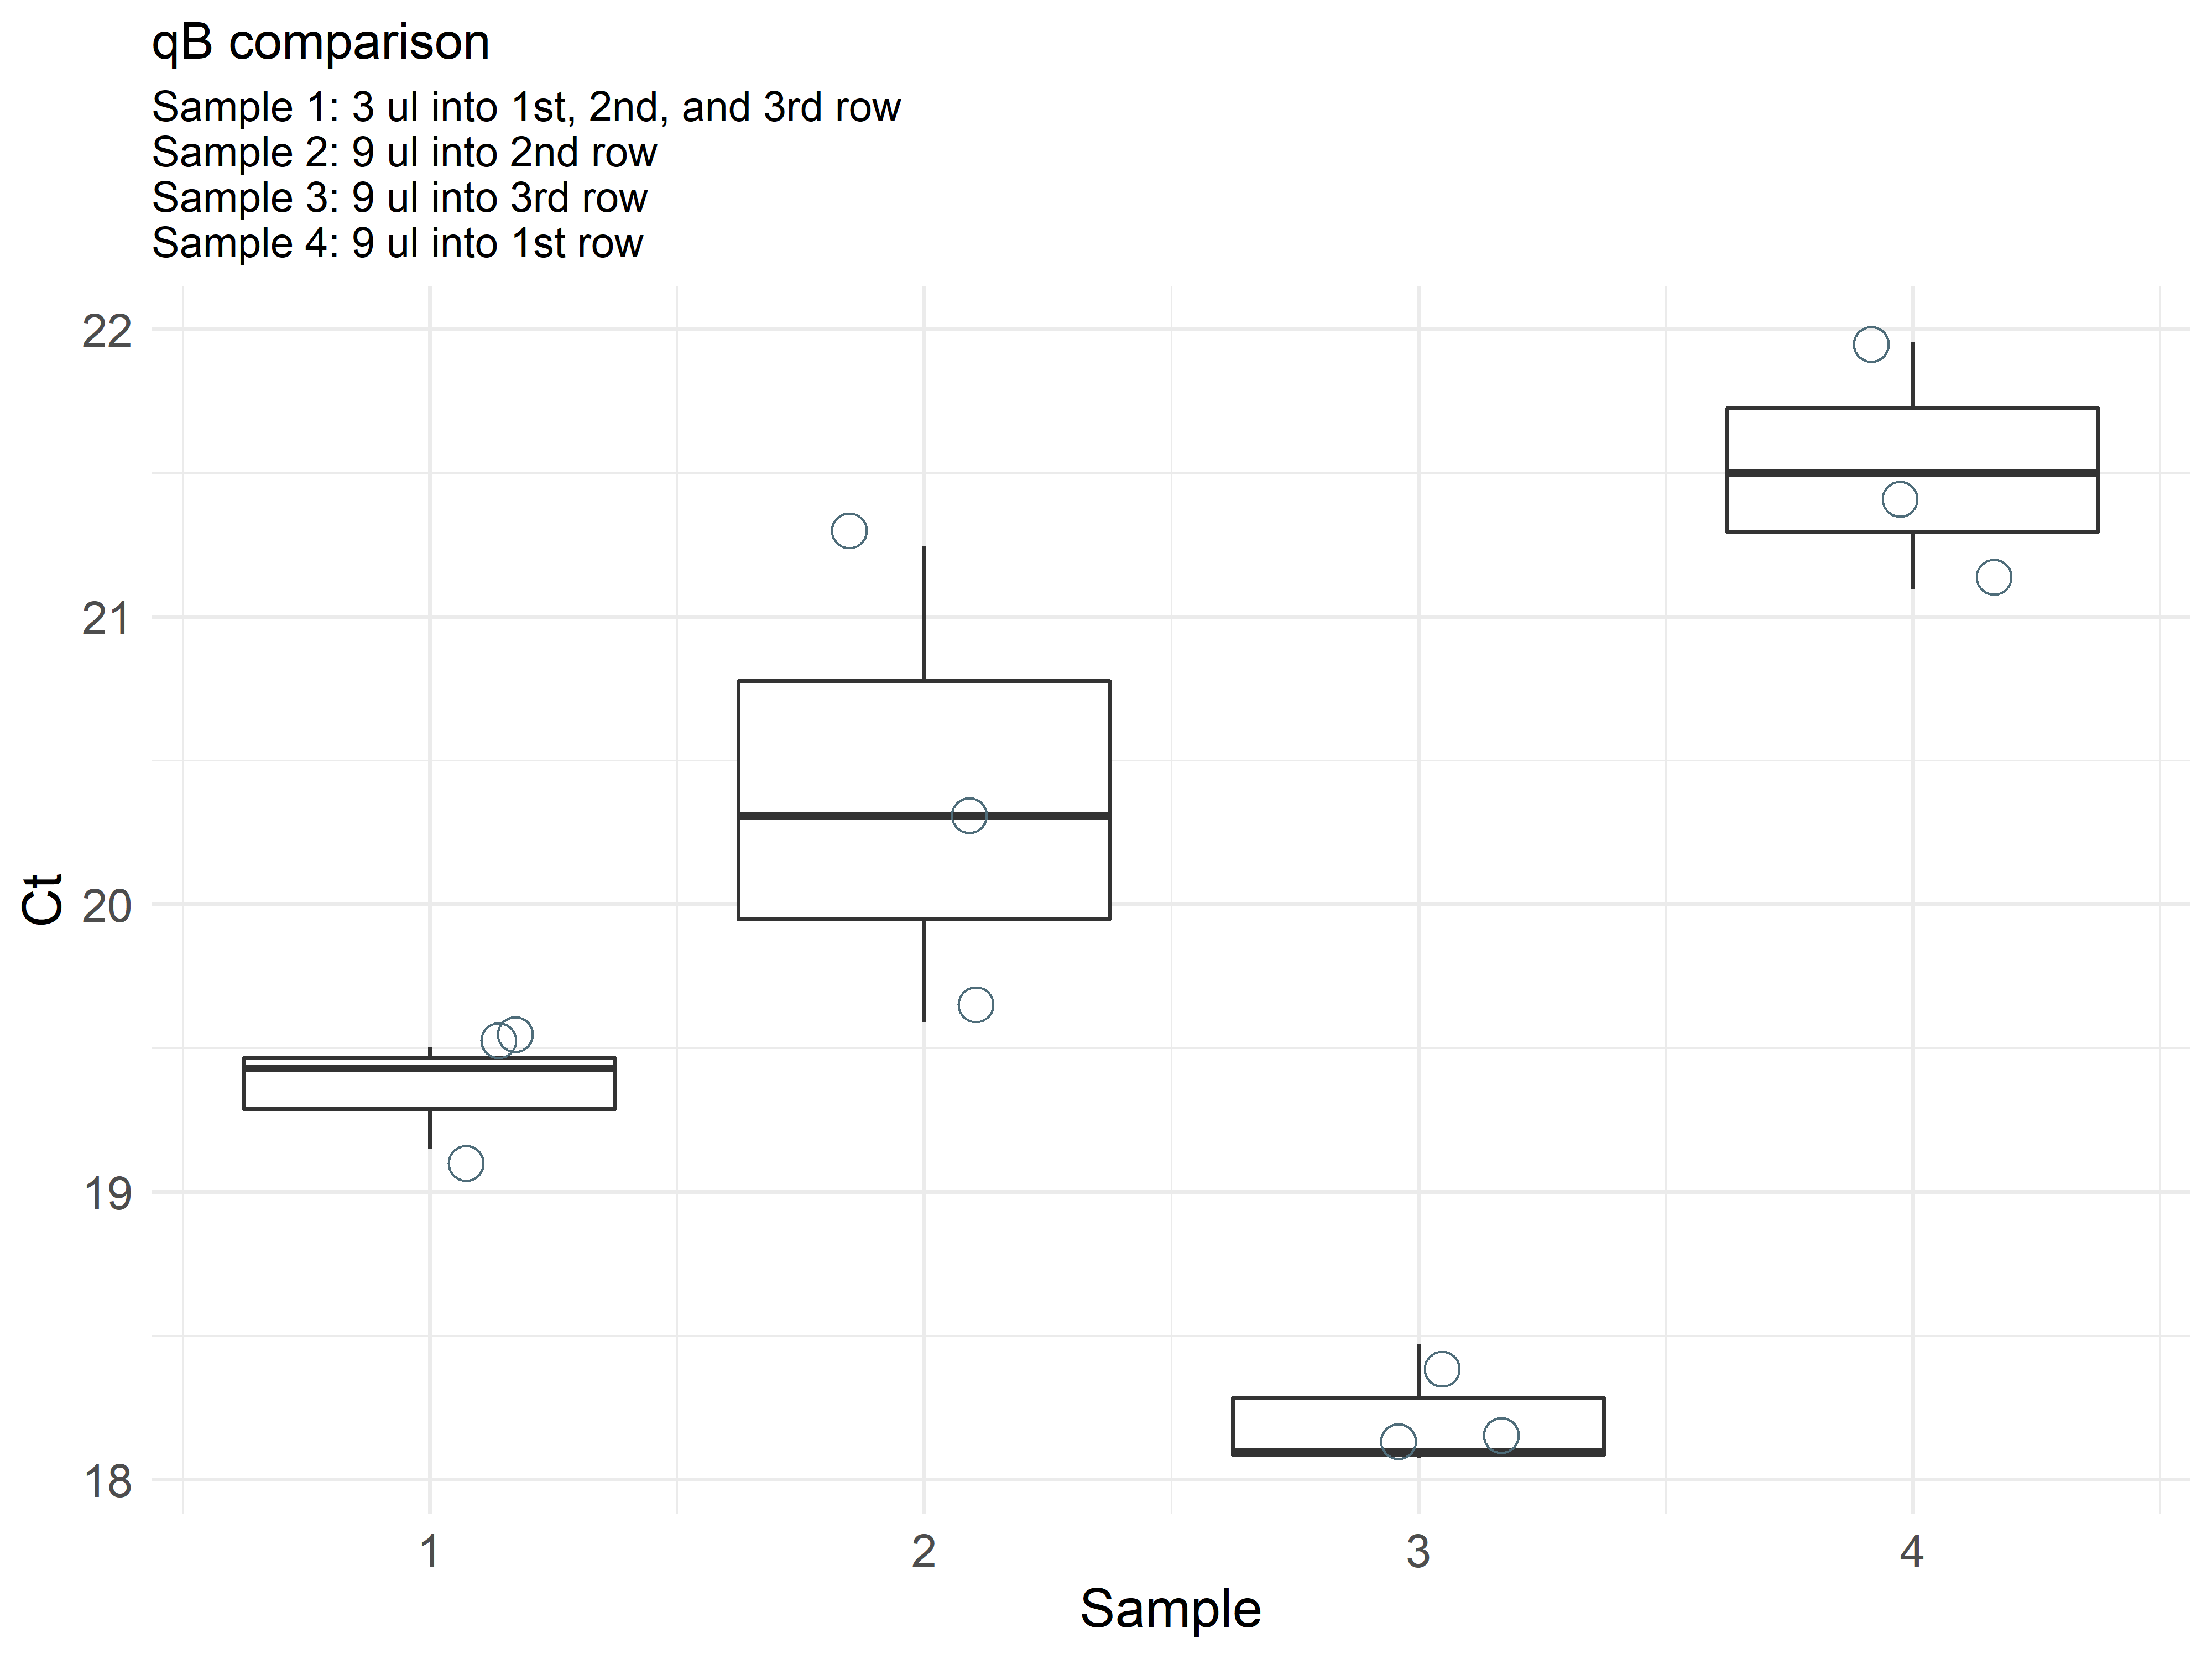 qB comparison
Sample 1: 3 ul into 1st, 2nd, and 3rd row
Sample 2: 9 ul into 2nd row
Sample 3: 9 ul into 3rd row
Sample 4: 9 ul into 1st row
22
21
20
19
18
Ct
1 2 3 4
Sample